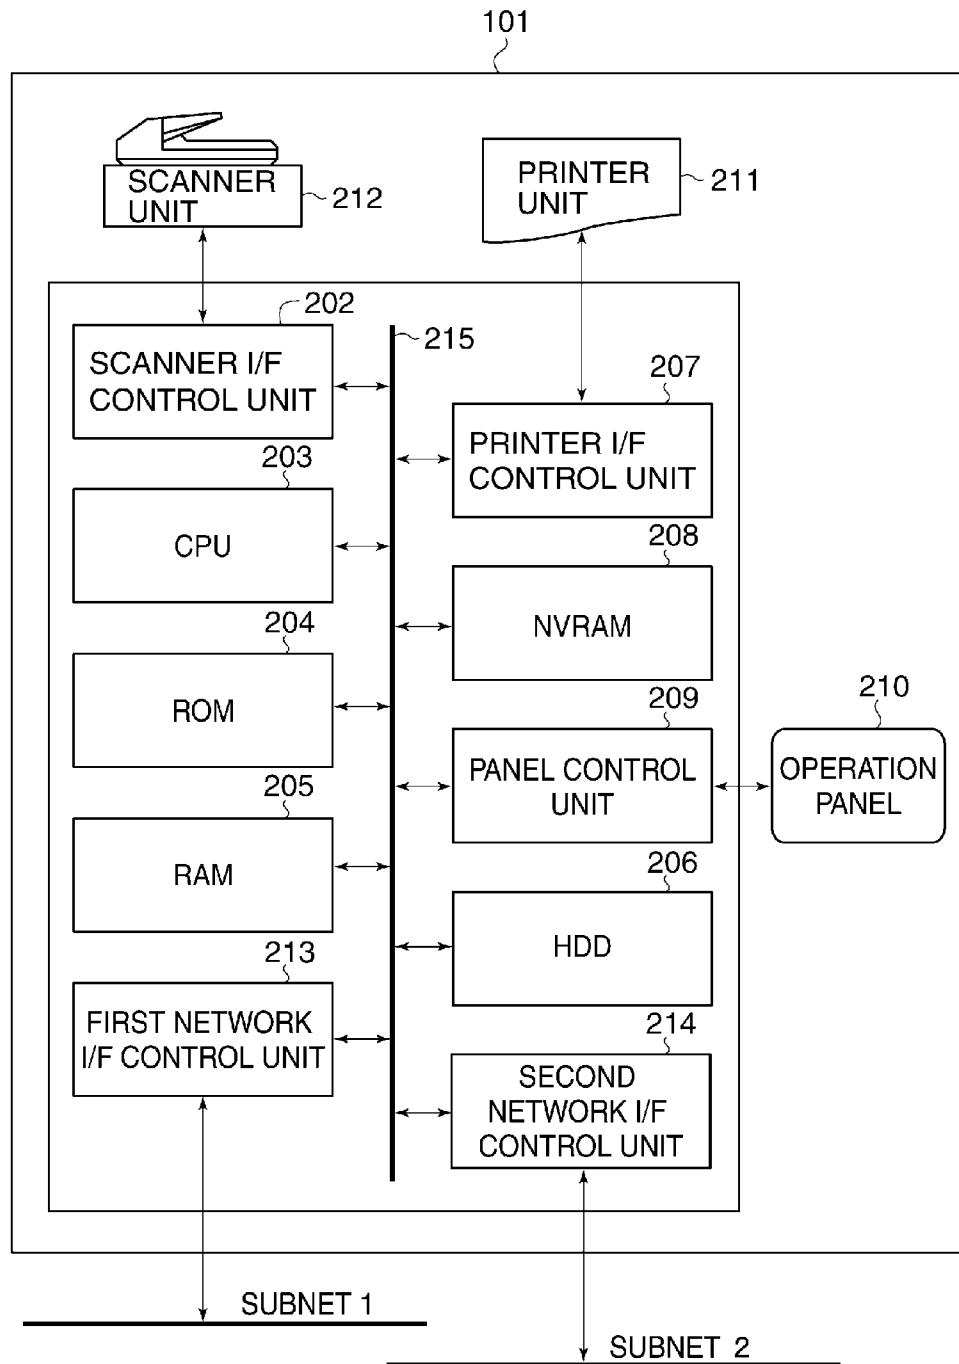 101
SCANNER
UNIT
212
PRINTER
UNIT
211
202
SCANNER I/F
CONTROL UNIT
215
207
PRINTER I/F
CONTROL UNIT
203
CPU
208
NVRAM
204
ROM
209
PANEL CONTROL
UNIT
210
OPERATION
PANEL
205
RAM
206
HDD
213
FIRST NETWORK
I/F CONTROL UNIT
214
SECOND
NETWORK I/F
CONTROL UNIT
SUBNET 1
SUBNET 2